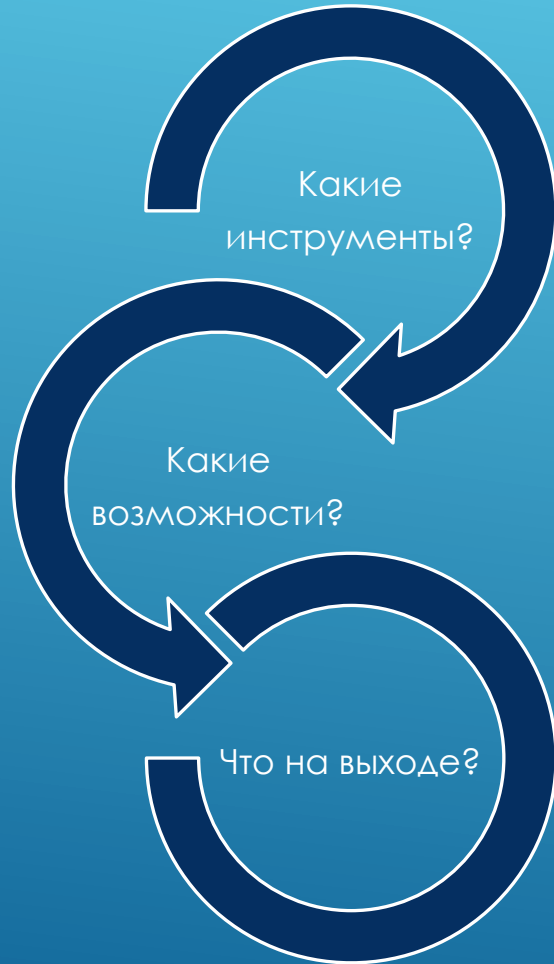 Какие
инструменты?
Какие
возможности?
Что на выходе?